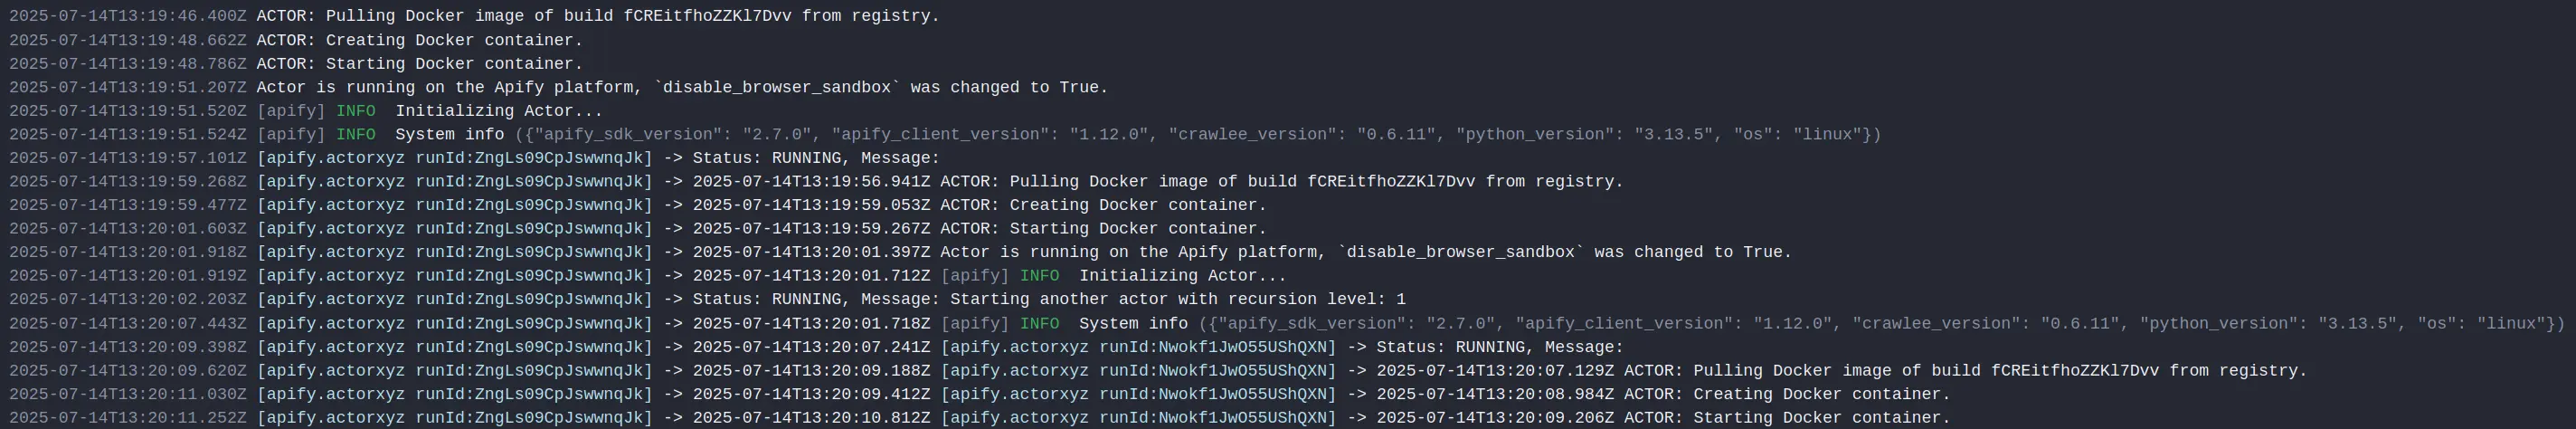 2025-07-14T13:19:46.400Z ACTOR: Pulling Docker image of build fCREitfhoZZKl7Dvv from registry.
2025-07-14T13:19:48.662Z ACTOR: Creating Docker container.
2025-07-14T13:19:48.786Z ACTOR: Starting Docker container.
2025-07-14T13:19:51.207Z Actor is running on the Apify platform, `disable_browser_sandbox` was changed to True.
2025-07-14T13:19:51.520Z [apify] INFO  Initializing Actor...
2025-07-14T13:19:51.524Z [apify] INFO  System info ({"apify_sdk_version": "2.7.0", "apify_client_version": "1.12.0", "crawlee_version": "0.6.11", "python_version": "3.13.5", "os": "linux"})
2025-07-14T13:19:57.101Z [apify.actorxyz runId:ZngLs09CpJswwnqJk] -> Status: RUNNING, Message:
2025-07-14T13:19:59.268Z [apify.actorxyz runId:ZngLs09CpJswwnqJk] -> 2025-07-14T13:19:56.941Z ACTOR: Pulling Docker image of build fCREitfhoZZKl7Dvv from registry.
2025-07-14T13:19:59.477Z [apify.actorxyz runId:ZngLs09CpJswwnqJk] -> 2025-07-14T13:19:59.053Z ACTOR: Creating Docker container.
2025-07-14T13:20:01.603Z [apify.actorxyz runId:ZngLs09CpJswwnqJk] -> 2025-07-14T13:19:59.267Z ACTOR: Starting Docker container.
2025-07-14T13:20:01.918Z [apify.actorxyz runId:ZngLs09CpJswwnqJk] -> 2025-07-14T13:20:01.397Z Actor is running on the Apify platform, `disable_browser_sandbox` was changed to True.
2025-07-14T13:20:01.919Z [apify.actorxyz runId:ZngLs09CpJswwnqJk] -> 2025-07-14T13:20:01.712Z [apify] INFO  Initializing Actor...
2025-07-14T13:20:02.203Z [apify.actorxyz runId:ZngLs09CpJswwnqJk] -> Status: RUNNING, Message: Starting another actor with recursion level: 1
2025-07-14T13:20:07.443Z [apify.actorxyz runId:ZngLs09CpJswwnqJk] -> 2025-07-14T13:20:01.718Z [apify] INFO  System info ({"apify_sdk_version": "2.7.0", "apify_client_version": "1.12.0", "crawlee_version": "0.6.11", "python_version": "3.13.5", "os": "linux"})
2025-07-14T13:20:09.398Z [apify.actorxyz runId:ZngLs09CpJswwnqJk] -> 2025-07-14T13:20:07.241Z [apify.actorxyz runId:Nwokf1JwO55UShQXN] -> Status: RUNNING, Message:
2025-07-14T13:20:09.620Z [apify.actorxyz runId:ZngLs09CpJswwnqJk] -> 2025-07-14T13:20:09.188Z [apify.actorxyz runId:Nwokf1JwO55UShQXN] -> 2025-07-14T13:20:07.129Z ACTOR: Pulling Docker image of build fCREitfhoZZKl7Dvv from registry.
2025-07-14T13:20:11.030Z [apify.actorxyz runId:ZngLs09CpJswwnqJk] -> 2025-07-14T13:20:09.412Z [apify.actorxyz runId:Nwokf1JwO55UShQXN] -> 2025-07-14T13:20:08.984Z ACTOR: Creating Docker container.
2025-07-14T13:20:11.252Z [apify.actorxyz runId:ZngLs09CpJswwnqJk] -> 2025-07-14T13:20:10.812Z [apify.actorxyz runId:Nwokf1JwO55UShQXN] -> 2025-07-14T13:20:09.206Z ACTOR: Starting Docker container.